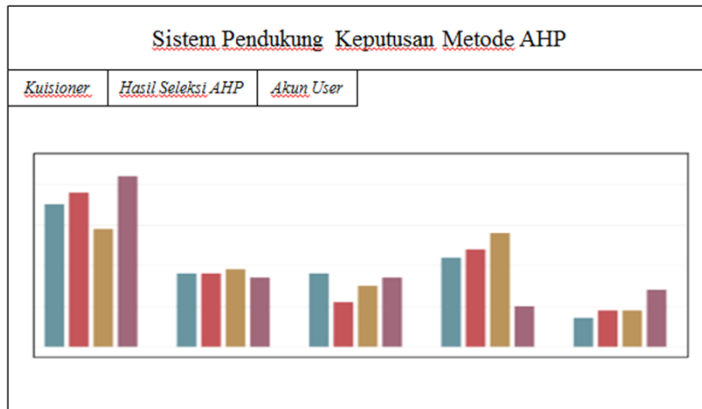 Sistem Pendukung Keputusan Metode AHP
Kuisioner Hasil Seleksi AHP Akun User